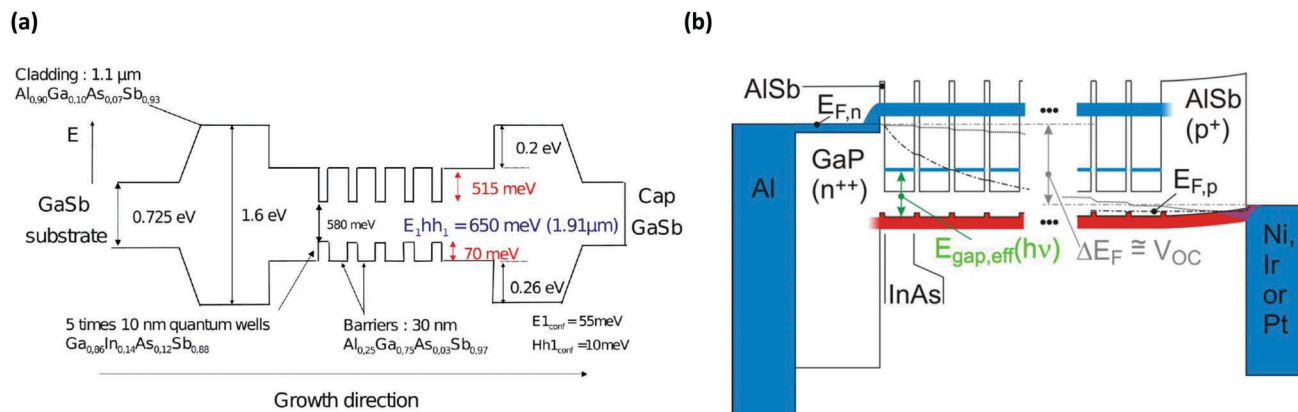 (a)
Cladding : 1.1 μm
Al0,90Ga0,10As0,07Sb0,93
E
GaSb
substrate
0.725 eV
1.6 eV
580 meV
515 meV
E1hh1 = 650 meV (1.91μm)
70 meV
0.2 eV
0.26 eV
Cap
GaSb
5 times 10 nm quantum wells
Ga0,86In0,14As0,12Sb0,88
Barriers : 30 nm
Al0,25Ga0,75As0,03Sb0,97
E1conf = 55meV
Hh1conf = 10meV
Growth direction
(b)
AlSb
EF,n
AlSb
(p+)
GaP
(n++)
Al
EF,p
Egap,eff(hν)
ΔEF ≅ VOC
InAs
Ni,
Ir
or
Pt